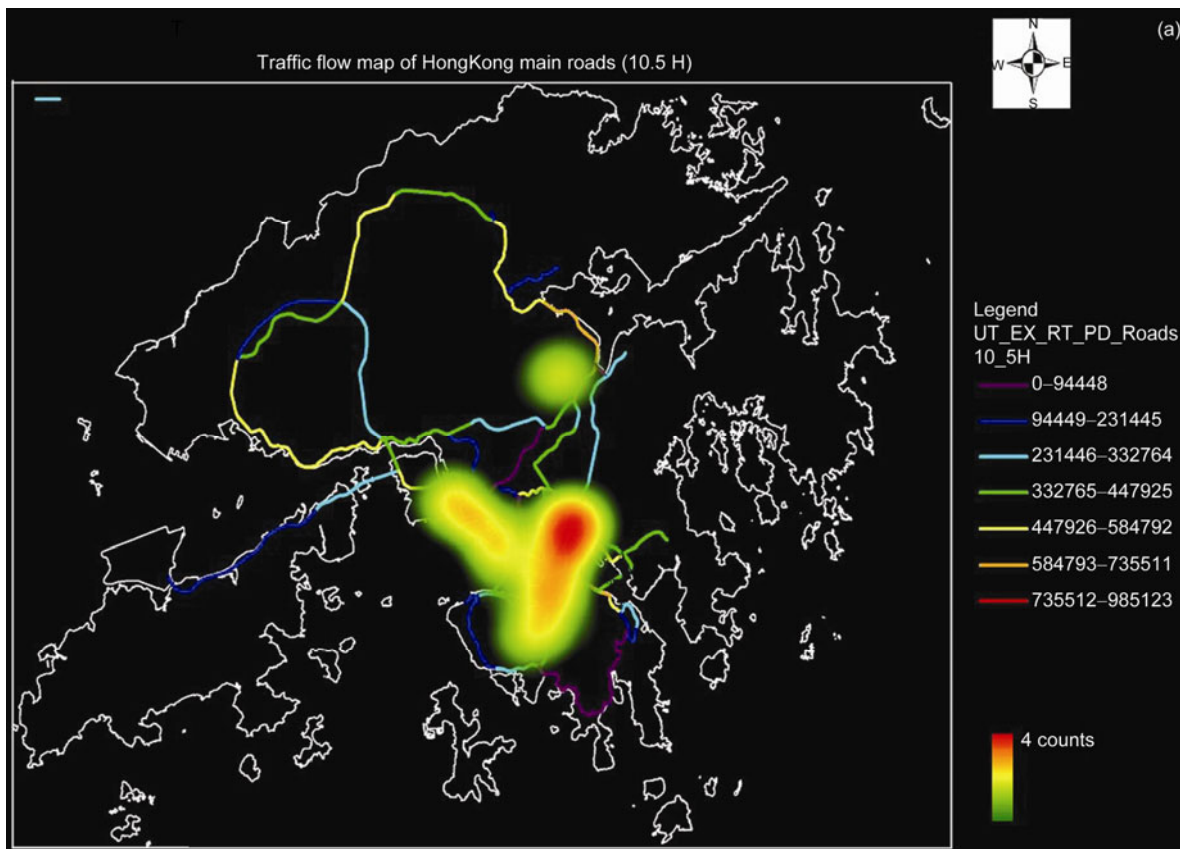 T
(a)
Traffic flow map of HongKong main roads (10.5 H)
N
W E
S
Legend
UT_EX_RT_PD_Roads
10_5H
0–94448
94449–231445
231446–332764
332765–447925
447926–584792
584793–735511
735512–985123
4 counts